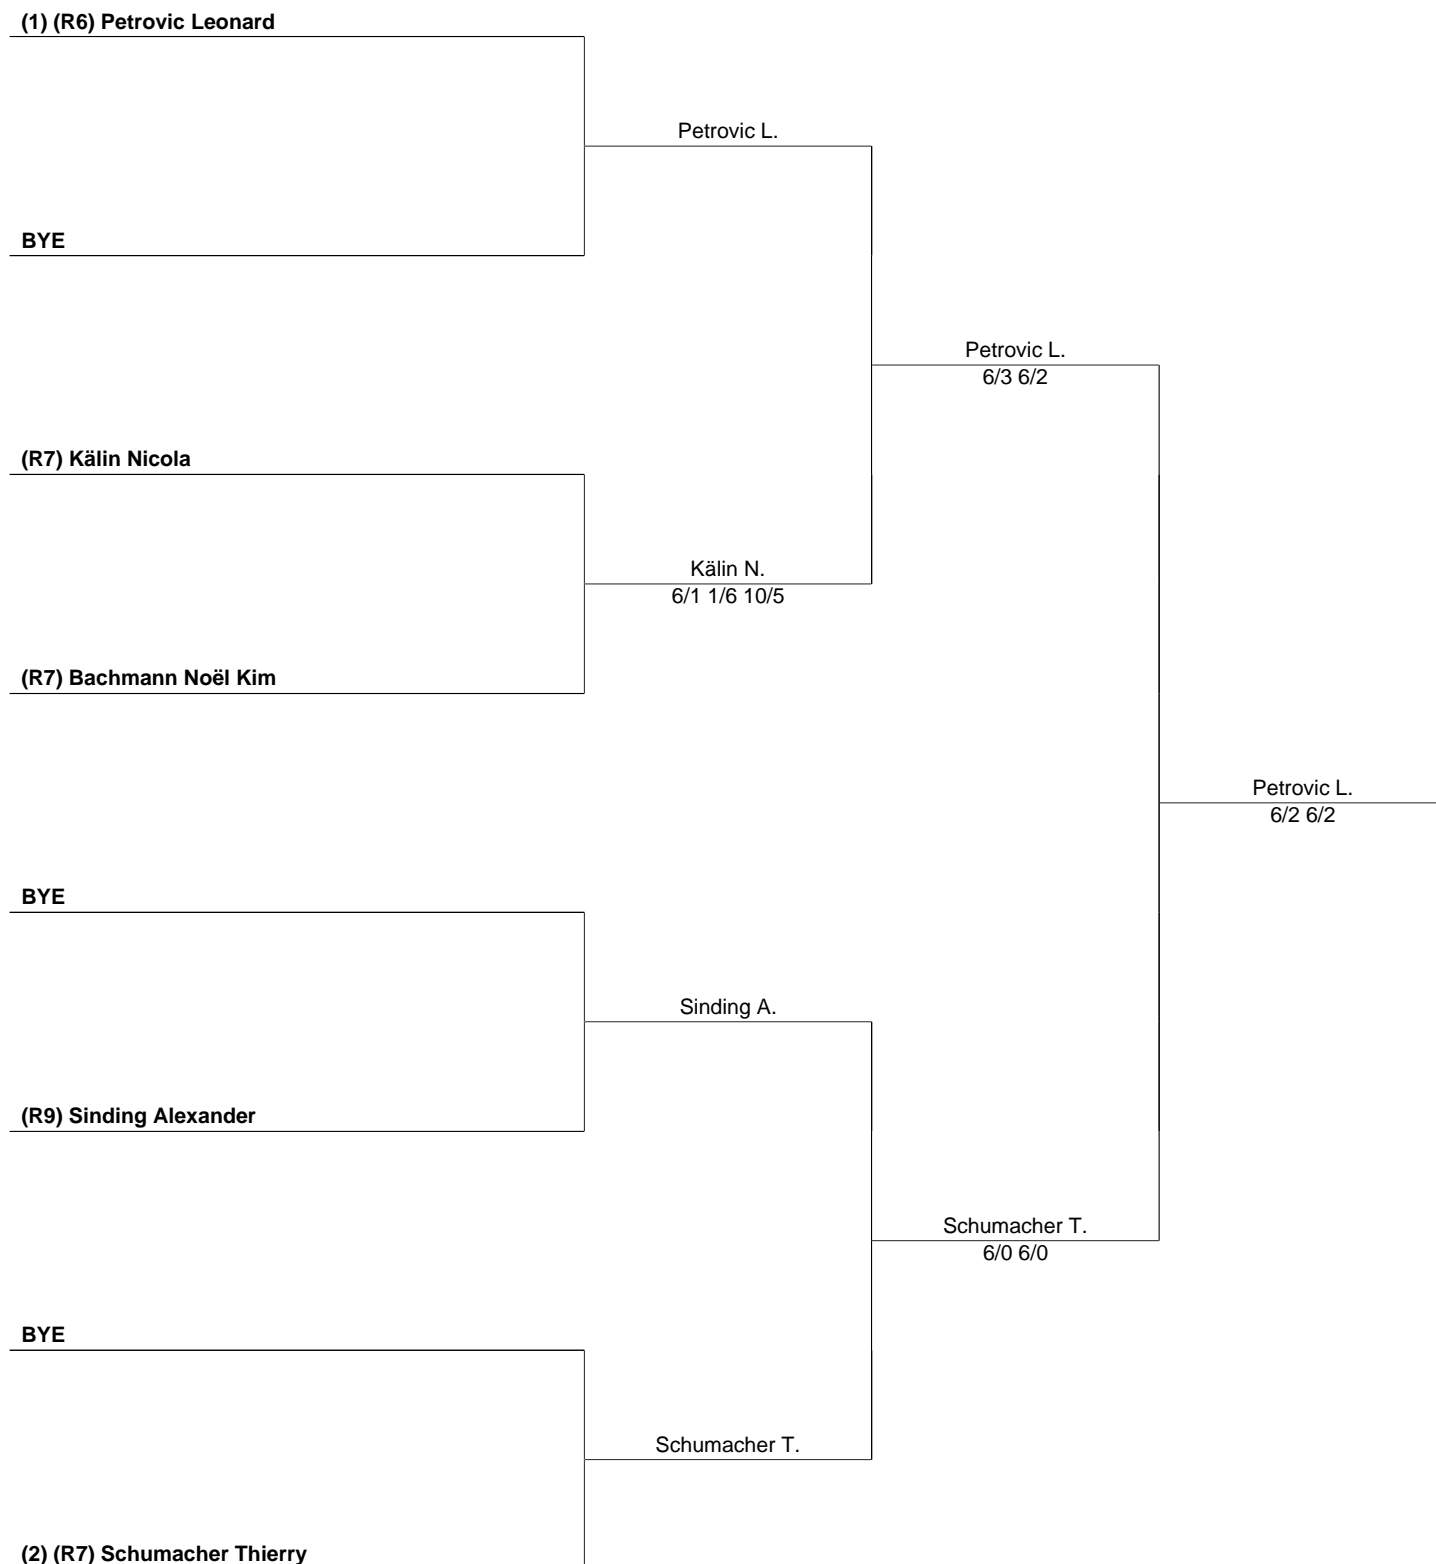 (1) (R6) Petrovic Leonard
Petrovic L.
BYE
Petrovic L.
6/3 6/2
(R7) Kälin Nicola
Kälin N.
6/1 1/6 10/5
(R7) Bachmann Noël Kim
Petrovic L.
6/2 6/2
BYE
Sinding A.
(R9) Sinding Alexander
Schumacher T.
6/0 6/0
BYE
Schumacher T.
(2) (R7) Schumacher Thierry